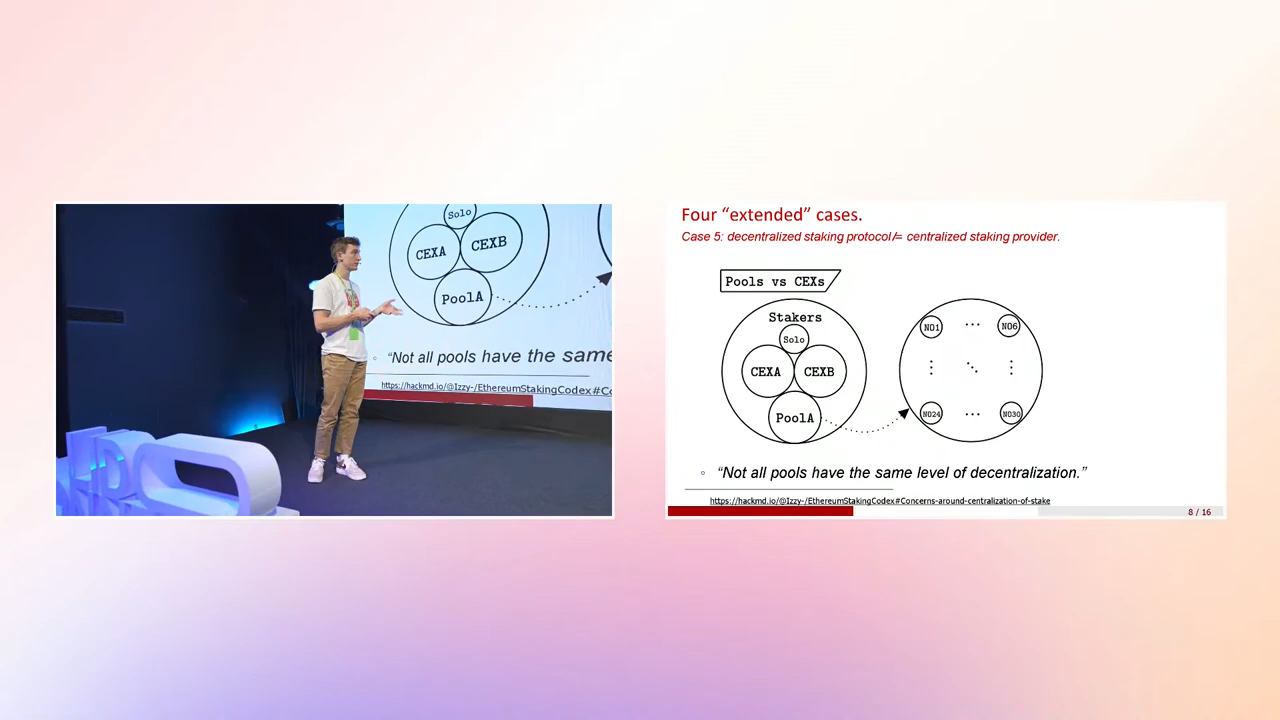 Solo
CEXA
CEXB
PoolA
◦ “Not all pools have the same
https://hackmd.io/@Izzy-/EthereumStakingCodex#Co
Four “extended” cases.
Case 5: decentralized staking protocol≠ centralized staking provider.
Pools vs CEXs
Stakers
Solo
CEXA
CEXB
PoolA
NO1
...
NO6
NO24
...
NO30
◦ “Not all pools have the same level of decentralization.”
https://hackmd.io/@Izzy-/EthereumStakingCodex#Concerns-around-centralization-of-stake
8 / 16